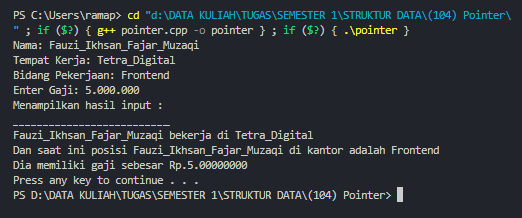 PS C:\Users\ramap> cd "d:\DATA KULIAH\TUGAS\SEMESTER 1\STRUKTUR DATA\(104) Pointer\
" ; if ($?) { g++ pointer.cpp -o pointer } ; if ($?) { .\pointer }
Nama: Fauzi_Ikhsan_Fajar_Muzaqi
Tempat Kerja: Tetra_Digital
Bidang Pekerjaan: Frontend
Enter Gaji: 5.000.000
Menampilkan hasil input :
__________________________
Fauzi_Ikhsan_Fajar_Muzaqi bekerja di Tetra_Digital
Dan saat ini posisi Fauzi_Ikhsan_Fajar_Muzaqi di kantor adalah Frontend
Dia memiliki gaji sebesar Rp.5.00000000
Press any key to continue . . .
PS D:\DATA KULIAH\TUGAS\SEMESTER 1\STRUKTUR DATA\(104) Pointer>